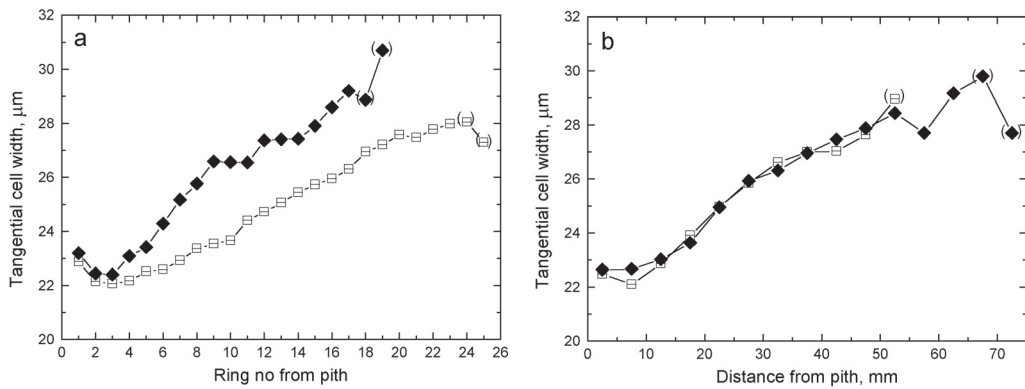 a
Tangential cell width, µm
32
30
28
26
24
22
20
0 2 4 6 8 10 12 14 16 18 20 22 24 26
Ring no from pith
( )
( )
( )
( )
b
Tangential cell width, µm
32
30
28
26
24
22
20
0 10 20 30 40 50 60 70
Distance from pith, mm
( )
( )
( )